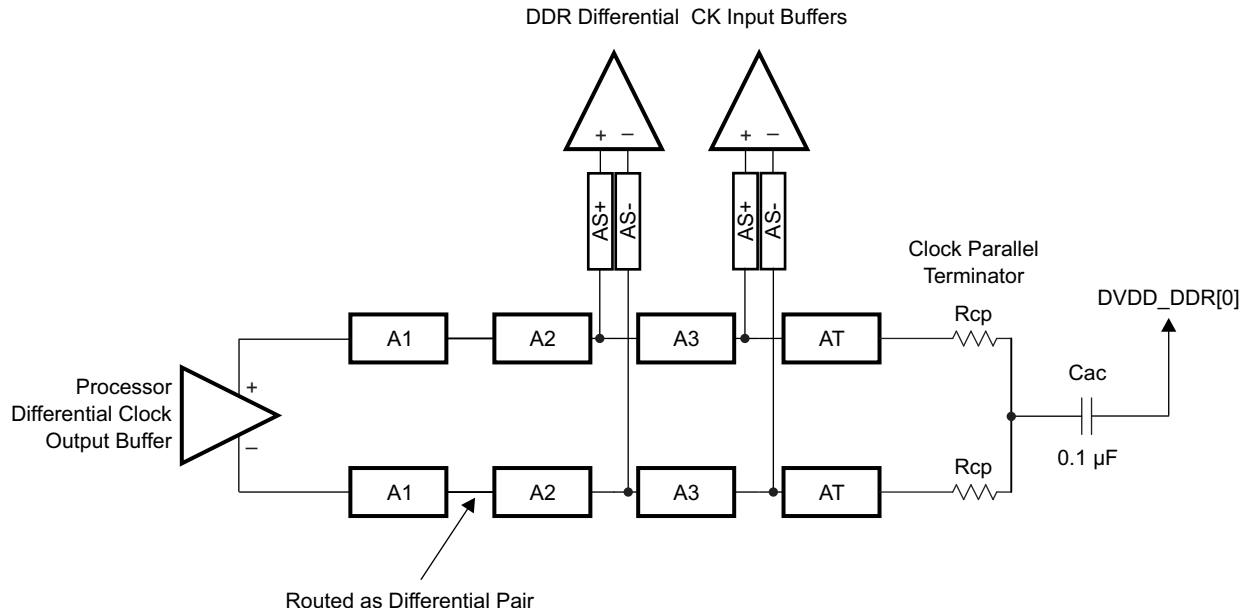 DDR Differential CK Input Buffers
+ −
+ −
AS+
AS-
AS+
AS-
Clock Parallel
Terminator
DVDD_DDR[0]
Rcp
A1
A2
A3
AT
Processor
Differential Clock
Output Buffer
+
−
Cac
0.1 µF
Rcp
A1
A2
A3
AT
Routed as Differential Pair